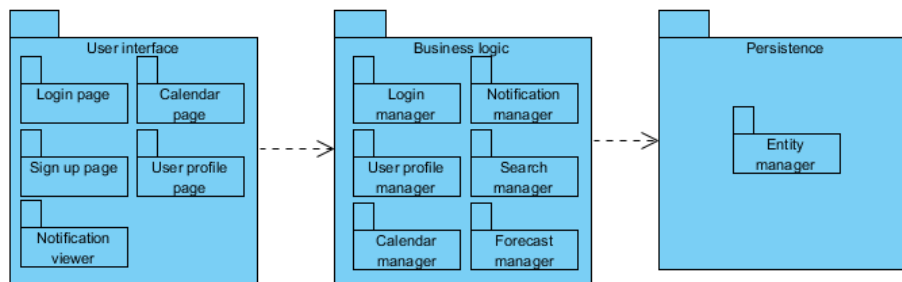 User interface
Login page
Calendar
page
Sign up page
User profile
page
Notification
viewer
Business logic
Login
manager
Notification
manager
User profile
manager
Search
manager
Calendar
manager
Forecast
manager
Persistence
Entity
manager